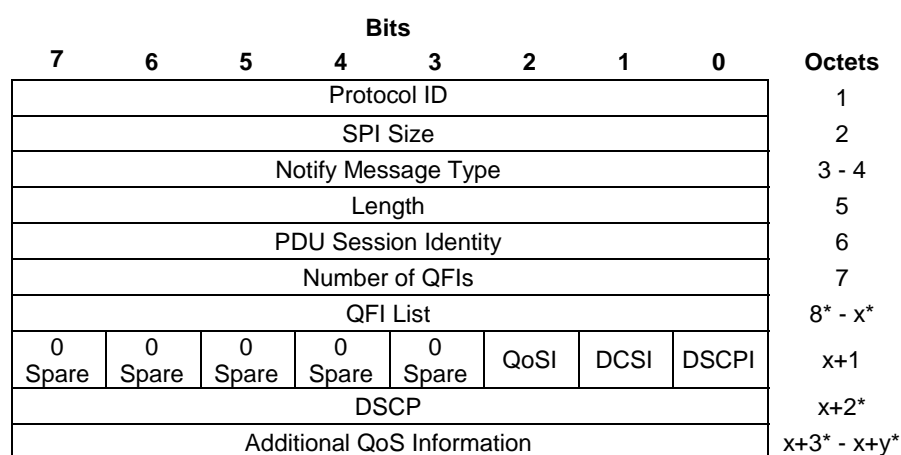 Bits
7 6 5 4 3 2 1 0 Octets
Protocol ID 1
SPI Size 2
Notify Message Type 3 - 4
Length 5
PDU Session Identity 6
Number of QFIs 7
QFI List 8* - x*
0 0 0 0 0 QoSI DCSI DSCPI x+1
Spare Spare Spare Spare Spare
DSCP x+2*
Additional QoS Information x+3* - x+y*